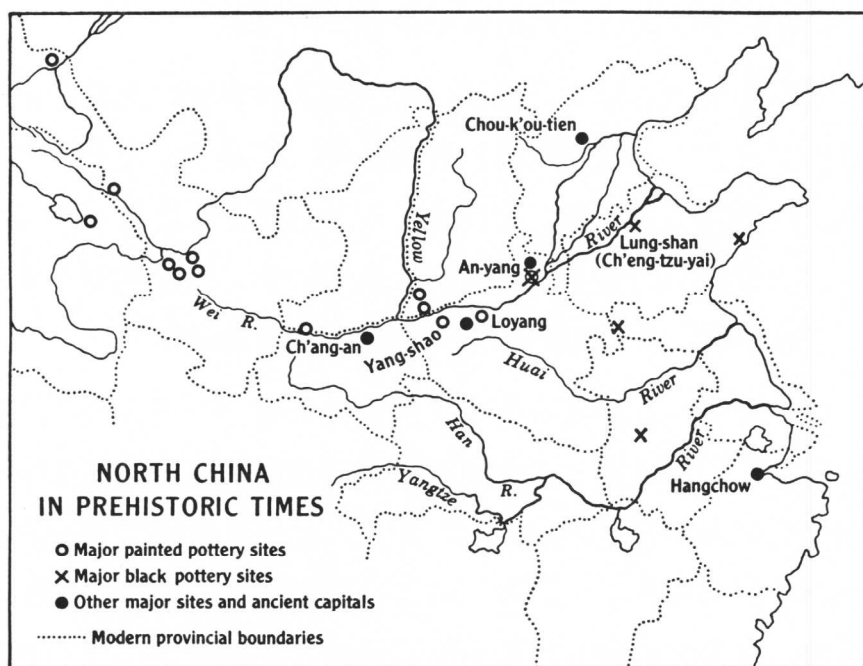 Chou-k'ou-tien
Yellow
River
Lung-shan
(Ch'eng-tzu-yai)
An-yang
Wei R.
Ch'ang-an
Yang-shao
Loyang
Huai
River
Han
R.
Yangtze
River
Hangchow
NORTH CHINA
IN PREHISTORIC TIMES
Major painted pottery sites
Major black pottery sites
Other major sites and ancient capitals
Modern provincial boundaries